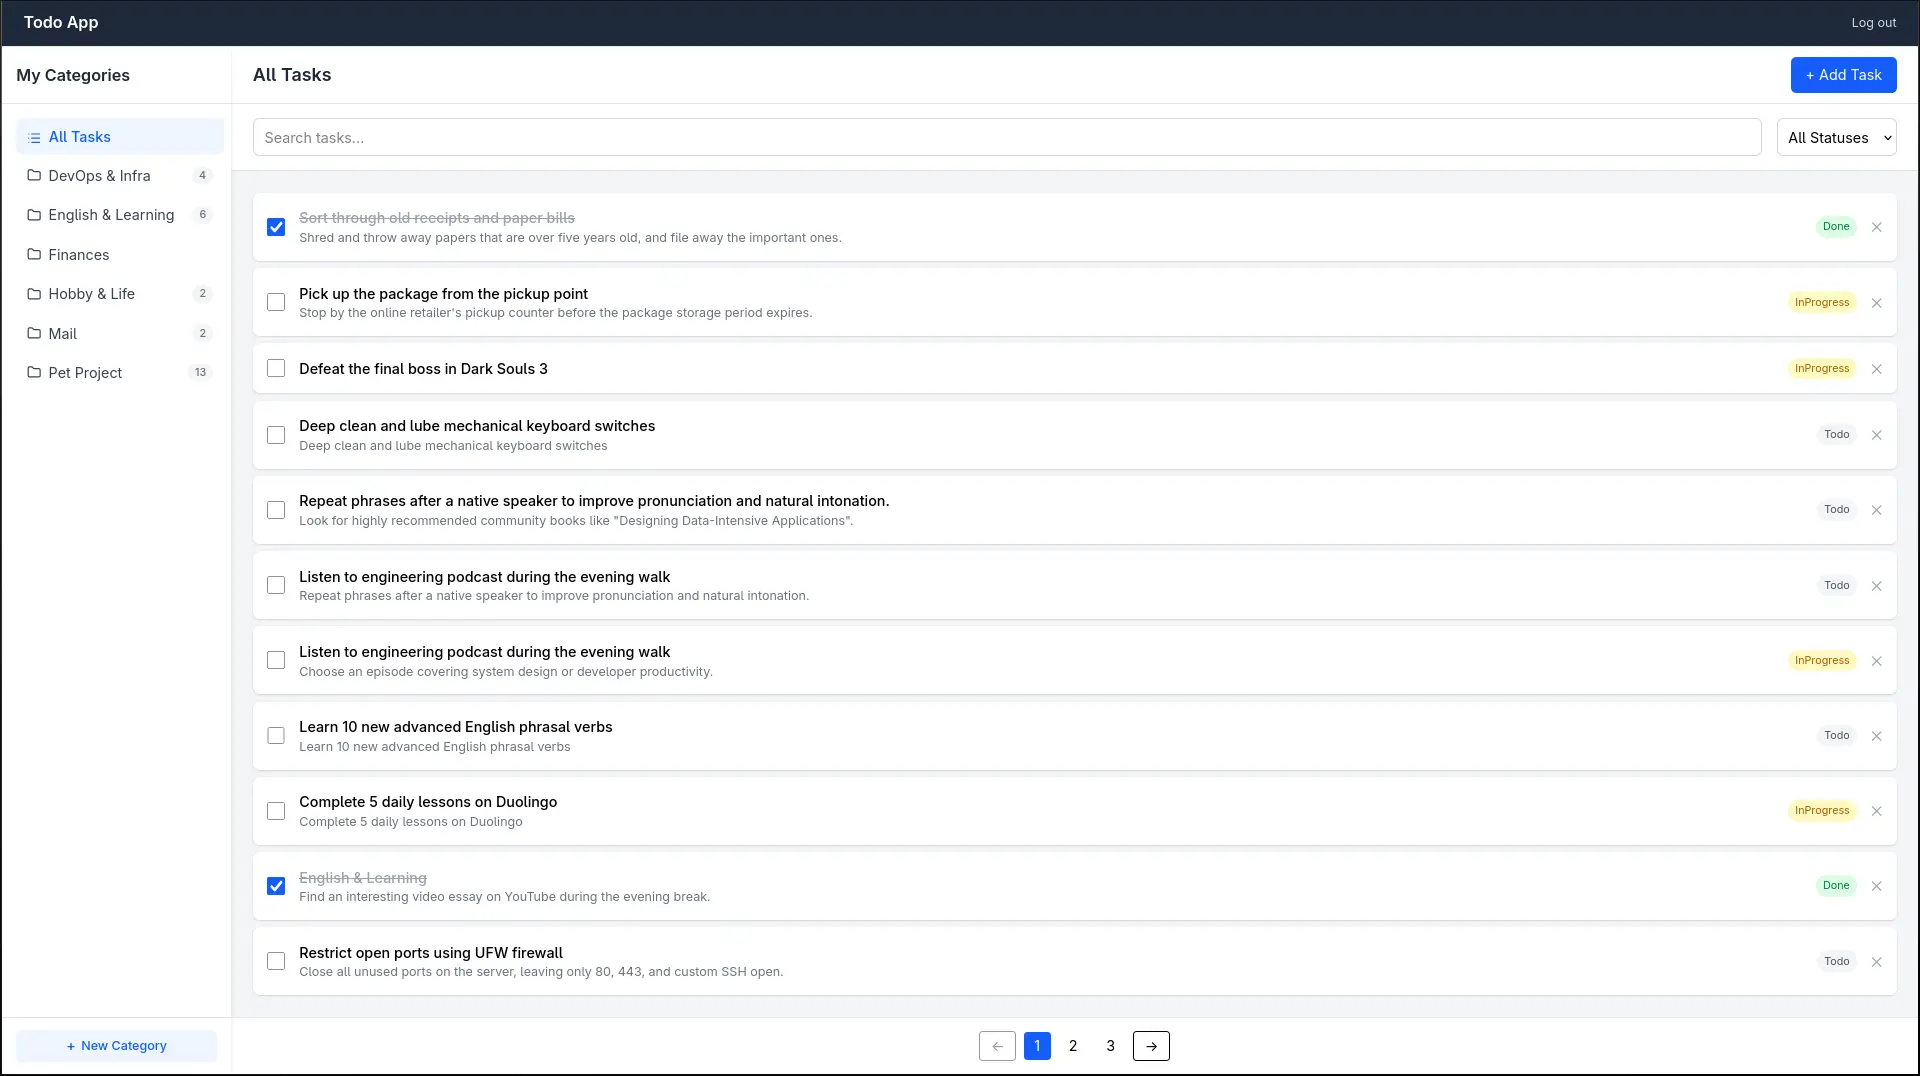 Todo App
Log out
My Categories
All Tasks
+ Add Task
All Tasks
DevOps & Infra 4
English & Learning 6
Finances
Hobby & Life 2
Mail 2
Pet Project 13
+ New Category
Search tasks...
All Statuses
Sort through old receipts and paper bills
Shred and throw away papers that are over five years old, and file away the important ones.
Done
Pick up the package from the pickup point
Stop by the online retailer's pickup counter before the package storage period expires.
InProgress
Defeat the final boss in Dark Souls 3
InProgress
Deep clean and lube mechanical keyboard switches
Deep clean and lube mechanical keyboard switches
Todo
Repeat phrases after a native speaker to improve pronunciation and natural intonation.
Look for highly recommended community books like "Designing Data-Intensive Applications".
Todo
Listen to engineering podcast during the evening walk
Repeat phrases after a native speaker to improve pronunciation and natural intonation.
Todo
Listen to engineering podcast during the evening walk
Choose an episode covering system design or developer productivity.
InProgress
Learn 10 new advanced English phrasal verbs
Learn 10 new advanced English phrasal verbs
Todo
Complete 5 daily lessons on Duolingo
Complete 5 daily lessons on Duolingo
InProgress
English & Learning
Find an interesting video essay on YouTube during the evening break.
Done
Restrict open ports using UFW firewall
Close all unused ports on the server, leaving only 80, 443, and custom SSH open.
Todo
← 1 2 3 →